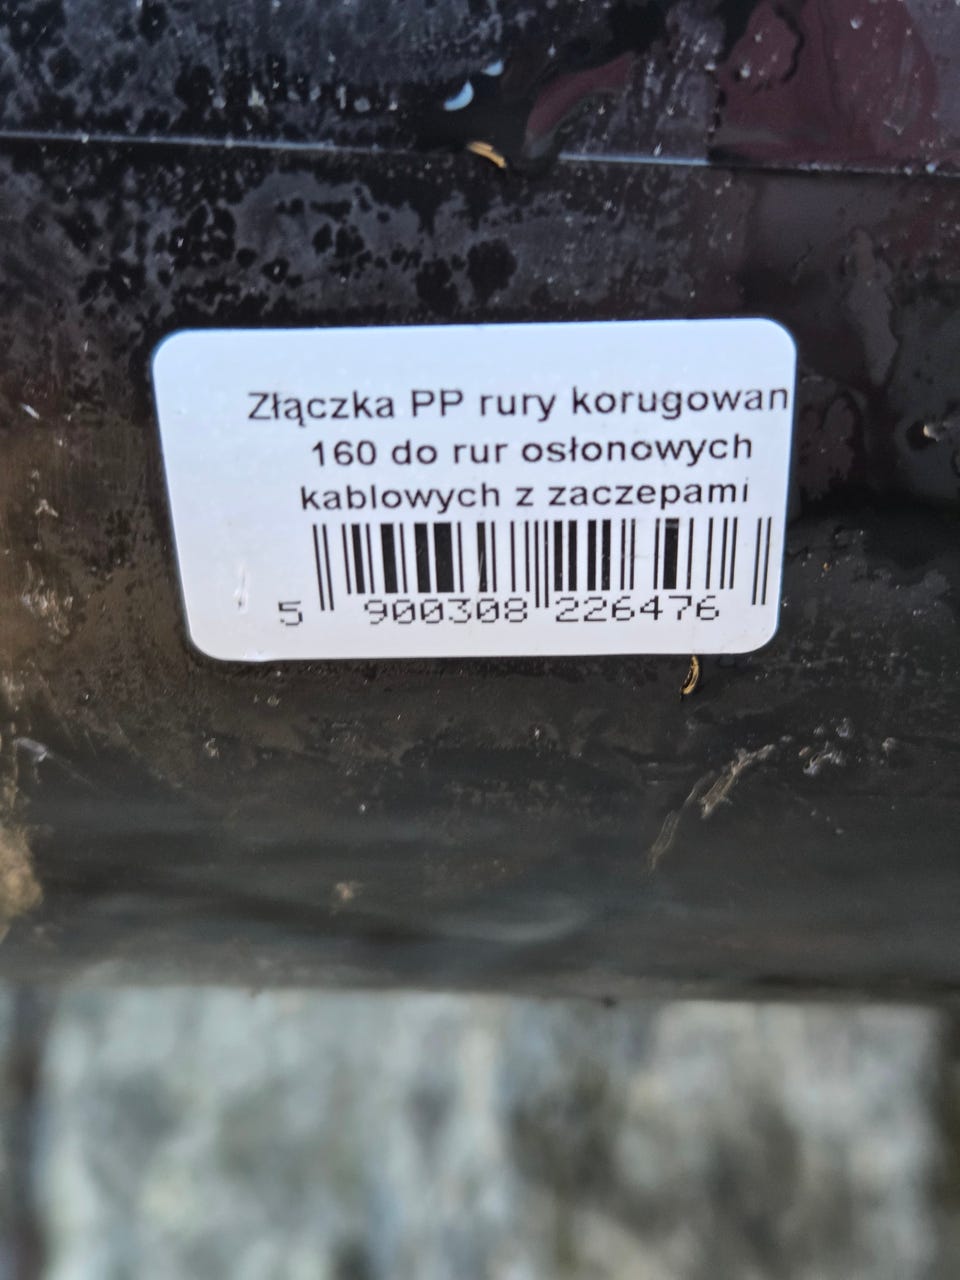 Złączka PP rury korugowan
160 do rur osłonowych
kablowych z zaczepami
5 900308 226476